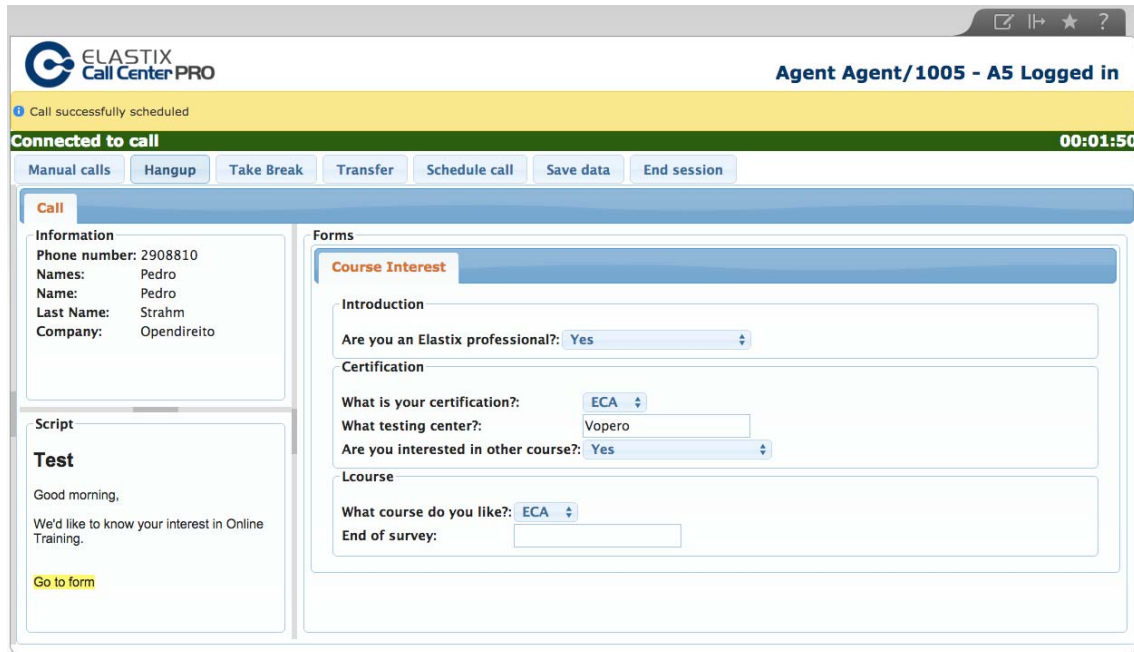 ?
ELASTIX
Call Center PRO
Agent Agent/1005 - A5 Logged in
Call successfully scheduled
Connected to call 00:01:50
Manual calls Hangup Take Break Transfer Schedule call Save data End session
Call
Information
Phone number: 2908810
Names: Pedro
Name: Pedro
Last Name: Strahm
Company: Opendireito
Script
Test
Good morning,
We'd like to know your interest in Online
Training.
Go to form
Forms
Course Interest
Introduction
Are you an Elastix professional?: Yes
Certification
What is your certification?: ECA
What testing center?: Vopero
Are you interested in other course?: Yes
Lcourse
What course do you like?: ECA
End of survey: